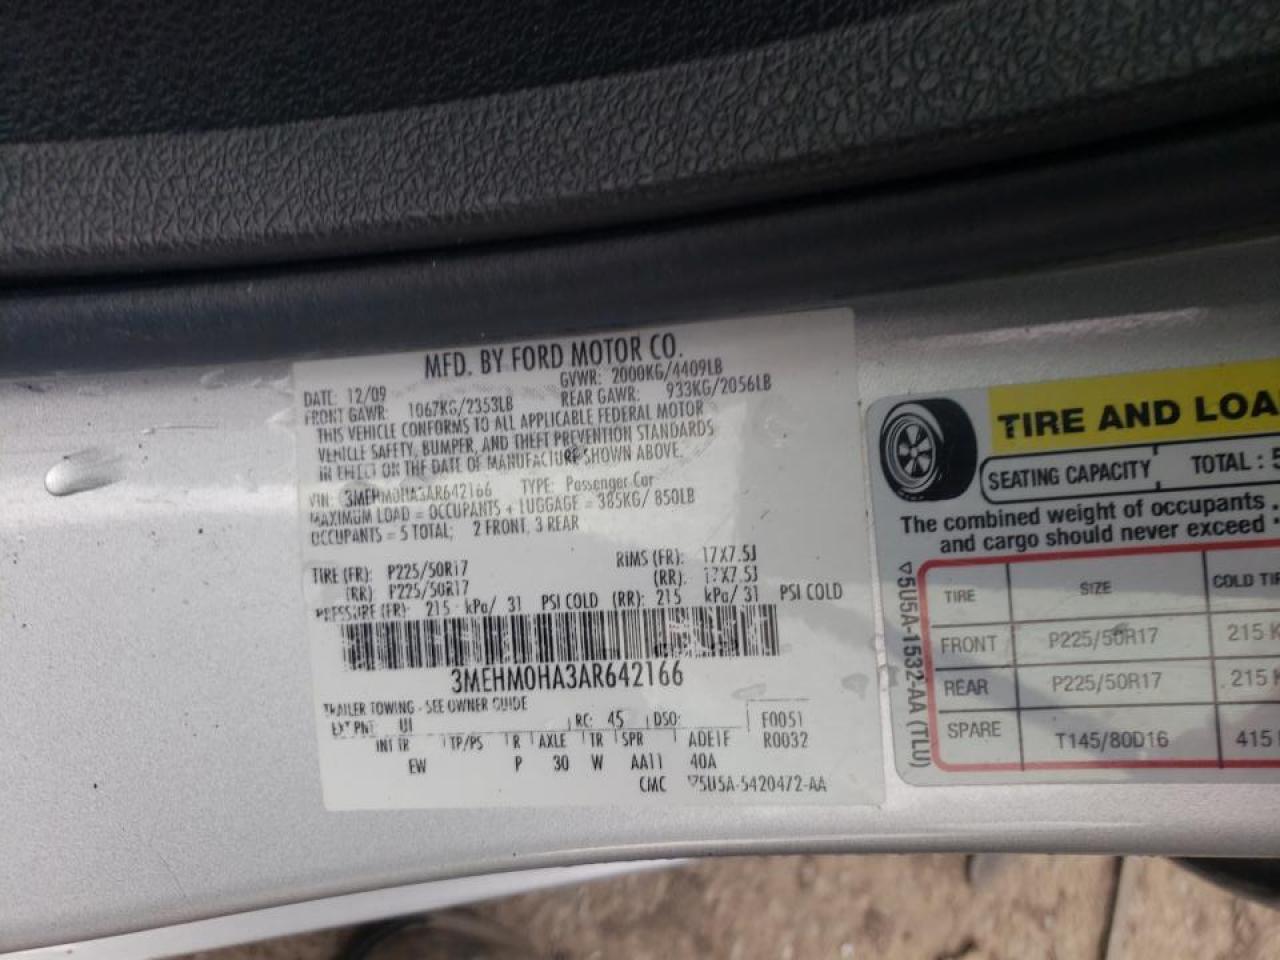 MFD. BY FORD MOTOR CO.
DATE: 12/09 GVWR: 2000KG/4409LB
FRONT GAWR: 1067KG/2353LB REAR GAWR: 933KG/2056LB
THIS VEHICLE CONFORMS TO ALL APPLICABLE FEDERAL MOTOR
VEHICLE SAFETY, BUMPER, AND THEFT PREVENTION STANDARDS
IN EFFECT ON THE DATE OF MANUFACTURE SHOWN ABOVE.
VIN: 3MEHM0HA3AR642166 TYPE: Passenger Car
MAXIMUM LOAD = OCCUPANTS + LUGGAGE = 385KG/ 850LB
OCCUPANTS = 5 TOTAL; 2 FRONT, 3 REAR
TIRE (FR): P225/50R17 RIMS (FR): 17X7.5J
(RR) P225/50R17 (RR): 17X7.5J
PRESSURE (FR): 215 kPa/ 31 PSI COLD (RR): 215 kPa/ 31 PSI COLD
3MEHM0HA3AR642166
TRAILER TOWING - SEE OWNER GUIDE
EXT PNT: UI RC: 45 DSO: F0051
INT TR TP/PS R AXLE TR SPR ADE1F R0032
EW P 30 W AA11 40A
CMC ▽5U5A-5420472-AA
TIRE AND LOA
SEATING CAPACITY TOTAL : 5
The combined weight of occupants
and cargo should never exceed
TIRE SIZE COLD TIR
FRONT P225/50R17 215 K
REAR P225/50R17 215 K
SPARE T145/80D16 415
▽5U5A-1532-AA (TLU)